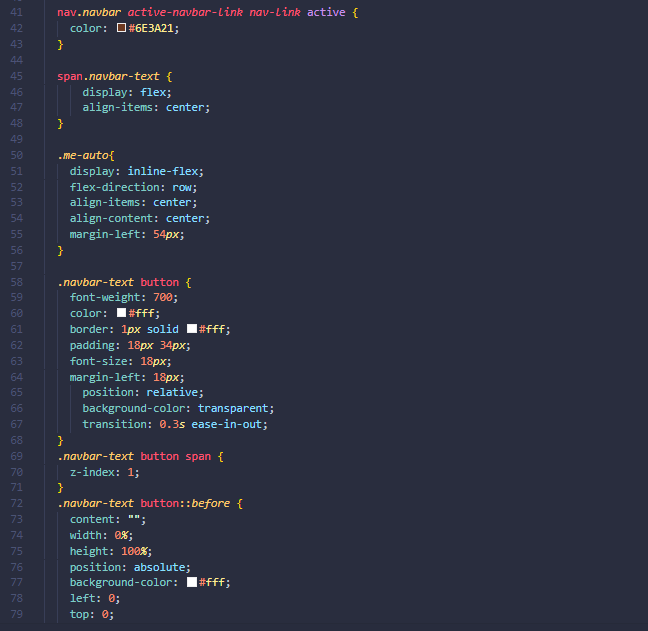 41 nav.navbar active-navbar-link nav-link active {
42 color: #6E3A21;
43 }
44
45 span.navbar-text {
46 display: flex;
47 align-items: center;
48 }
49
50 .me-auto{
51 display: inline-flex;
52 flex-direction: row;
53 align-items: center;
54 align-content: center;
55 margin-left: 54px;
56 }
57
58 .navbar-text button {
59 font-weight: 700;
60 color: #fff;
61 border: 1px solid #fff;
62 padding: 18px 34px;
63 font-size: 18px;
64 margin-left: 18px;
65 position: relative;
66 background-color: transparent;
67 transition: 0.3s ease-in-out;
68 }
69 .navbar-text button span {
70 z-index: 1;
71 }
72 .navbar-text button::before {
73 content: "";
74 width: 0%;
75 height: 100%;
76 position: absolute;
77 background-color: #fff;
78 left: 0;
79 top: 0;